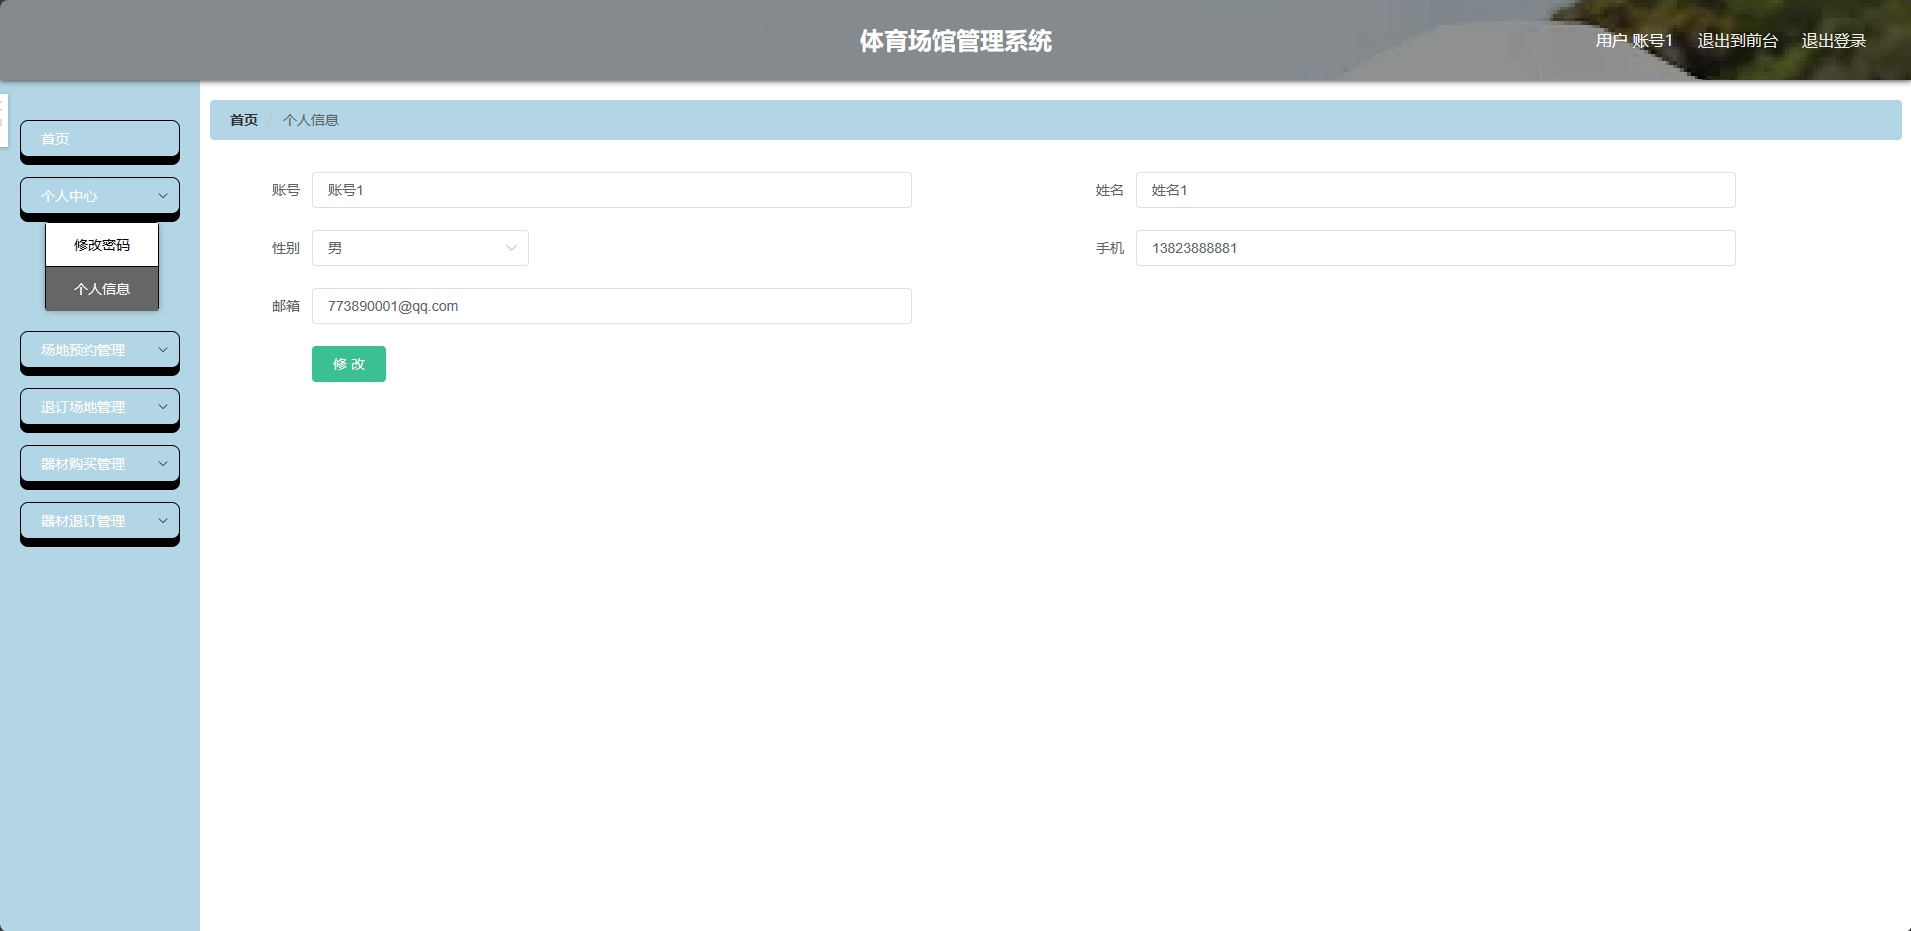 体育场馆管理系统
用户 账号1 退出到前台 退出登录
首页
个人中心
修改密码
个人信息
场地预约管理
退订场地管理
器材购买管理
器材退订管理
首页 / 个人信息
账号 账号1
姓名 姓名1
性别 男
手机 13823888881
邮箱 773890001@qq.com
修 改